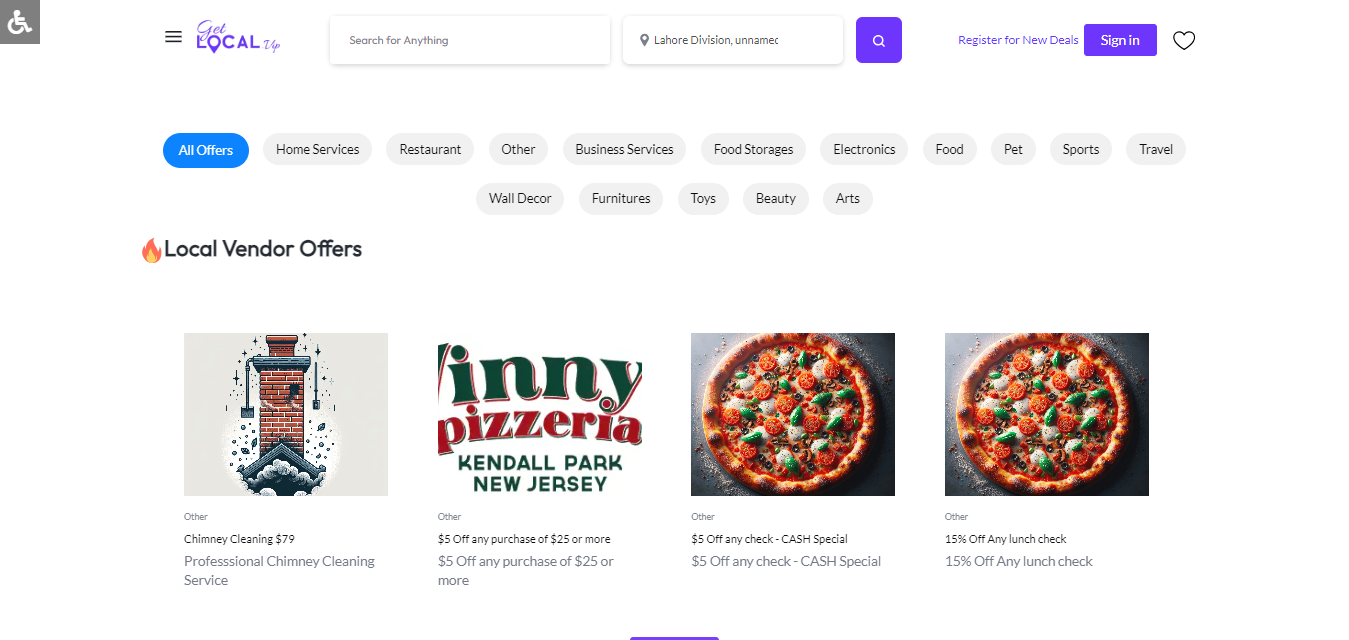 Get
LOCAL Up
Search for Anything
Lahore Division, unnamed
Register for New Deals
Sign in
All Offers
Home Services
Restaurant
Other
Business Services
Food Storages
Electronics
Food
Pet
Sports
Travel
Wall Decor
Furnitures
Toys
Beauty
Arts
Local Vendor Offers
Vinny
pizzeria
KENDALL PARK
NEW JERSEY
Other
Chimney Cleaning $79
Professsional Chimney Cleaning
Service
Other
$5 Off any purchase of $25 or more
$5 Off any purchase of $25 or
more
Other
$5 Off any check - CASH Special
$5 Off any check - CASH Special
Other
15% Off Any lunch check
15% Off Any lunch check